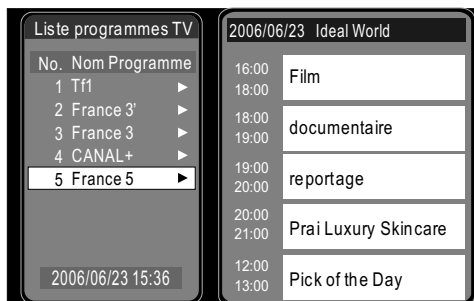 Liste programmes TV
No. Nom Programme
1 Tf1
2 France 3'
3 France 3
4 CANAL+
5 France 5
2006/06/23 15:36
2006/06/23 Ideal World
16:00
18:00
Film
18:00
19:00
documentaire
19:00
20:00
reportage
20:00
21:00
Prai Luxury Skincare
12:00
13:00
Pick of the Day